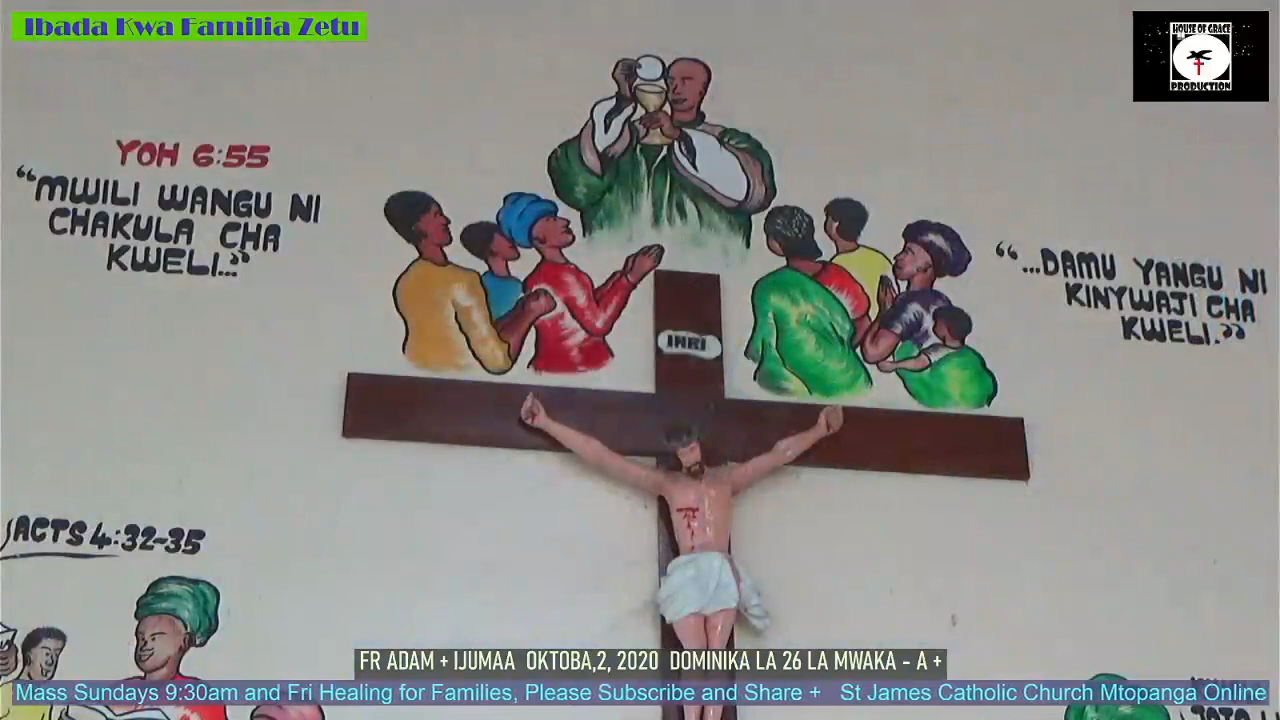 Ibada Kwa Familia Zetu
HOUSE OF GRACE
PRODUCTION
YOH 6:55
"MWILI WANGU NI
CHAKULA CHA
KWELI..."
"...DAMU YANGU NI
KINYWAJI CHA
KWELI."
INRI
ACTS 4:32-35
FR ADAM + IJUMAA OKTOBA,2, 2020 DOMINIKA LA 26 LA MWAKA - A +
Mass Sundays 9:30am and Fri Healing for Families, Please Subscribe and Share + St James Catholic Church Mtopanga Online